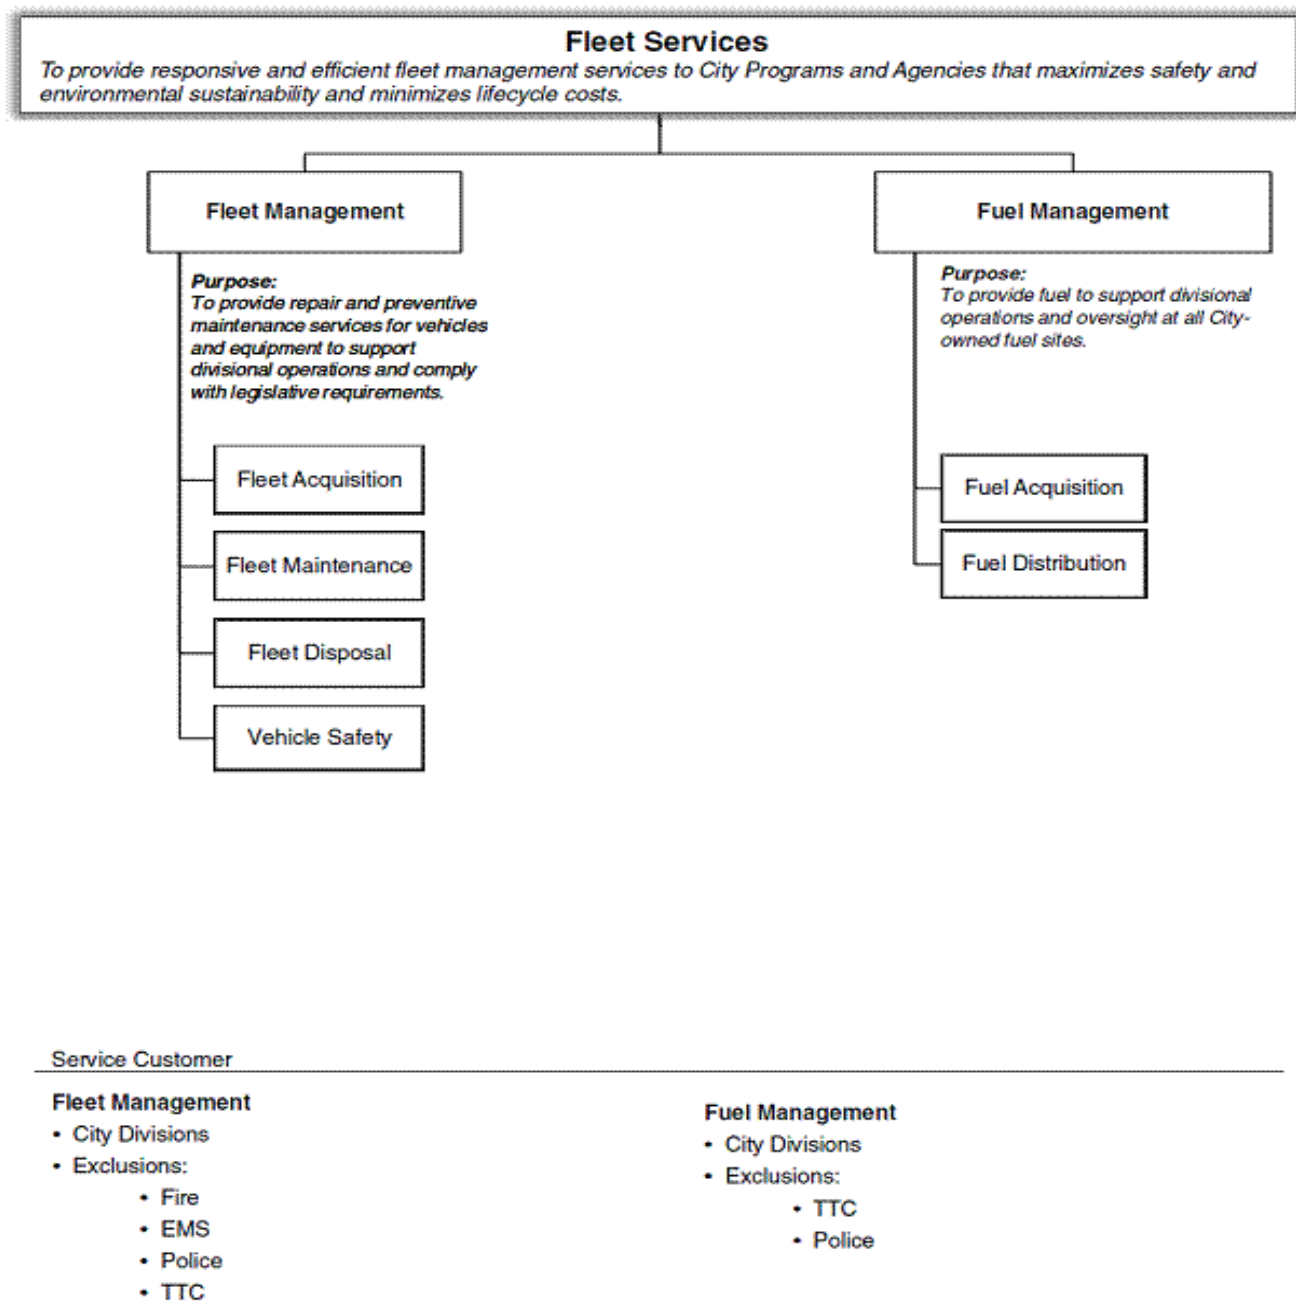 Fleet Services
To provide responsive and efficient fleet management services to City Programs and Agencies that maximizes safety and
environmental sustainability and minimizes lifecycle costs.
Fleet Management
Purpose:
To provide repair and preventive
maintenance services for vehicles
and equipment to support
divisional operations and comply
with legislative requirements.
Fleet Acquisition
Fleet Maintenance
Fleet Disposal
Vehicle Safety
Fuel Management
Purpose:
To provide fuel to support divisional
operations and oversight at all City-
owned fuel sites.
Fuel Acquisition
Fuel Distribution
Service Customer
Fleet Management
• City Divisions
• Exclusions:
• Fire
• EMS
• Police
• TTC
Fuel Management
• City Divisions
• Exclusions:
• TTC
• Police